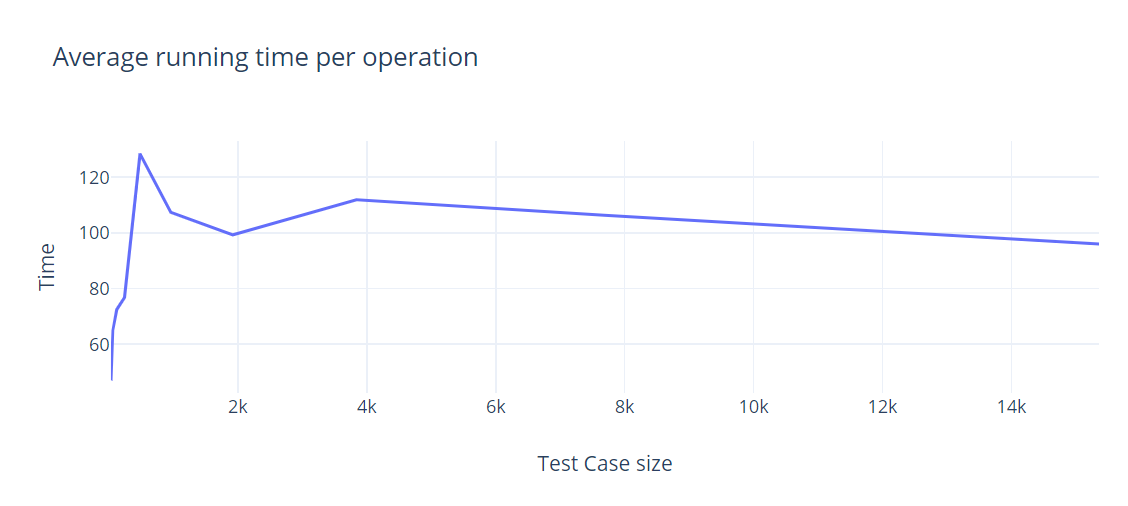 Average running time per operation
120
100
80
60
Time
2k 4k 6k 8k 10k 12k 14k
Test Case size